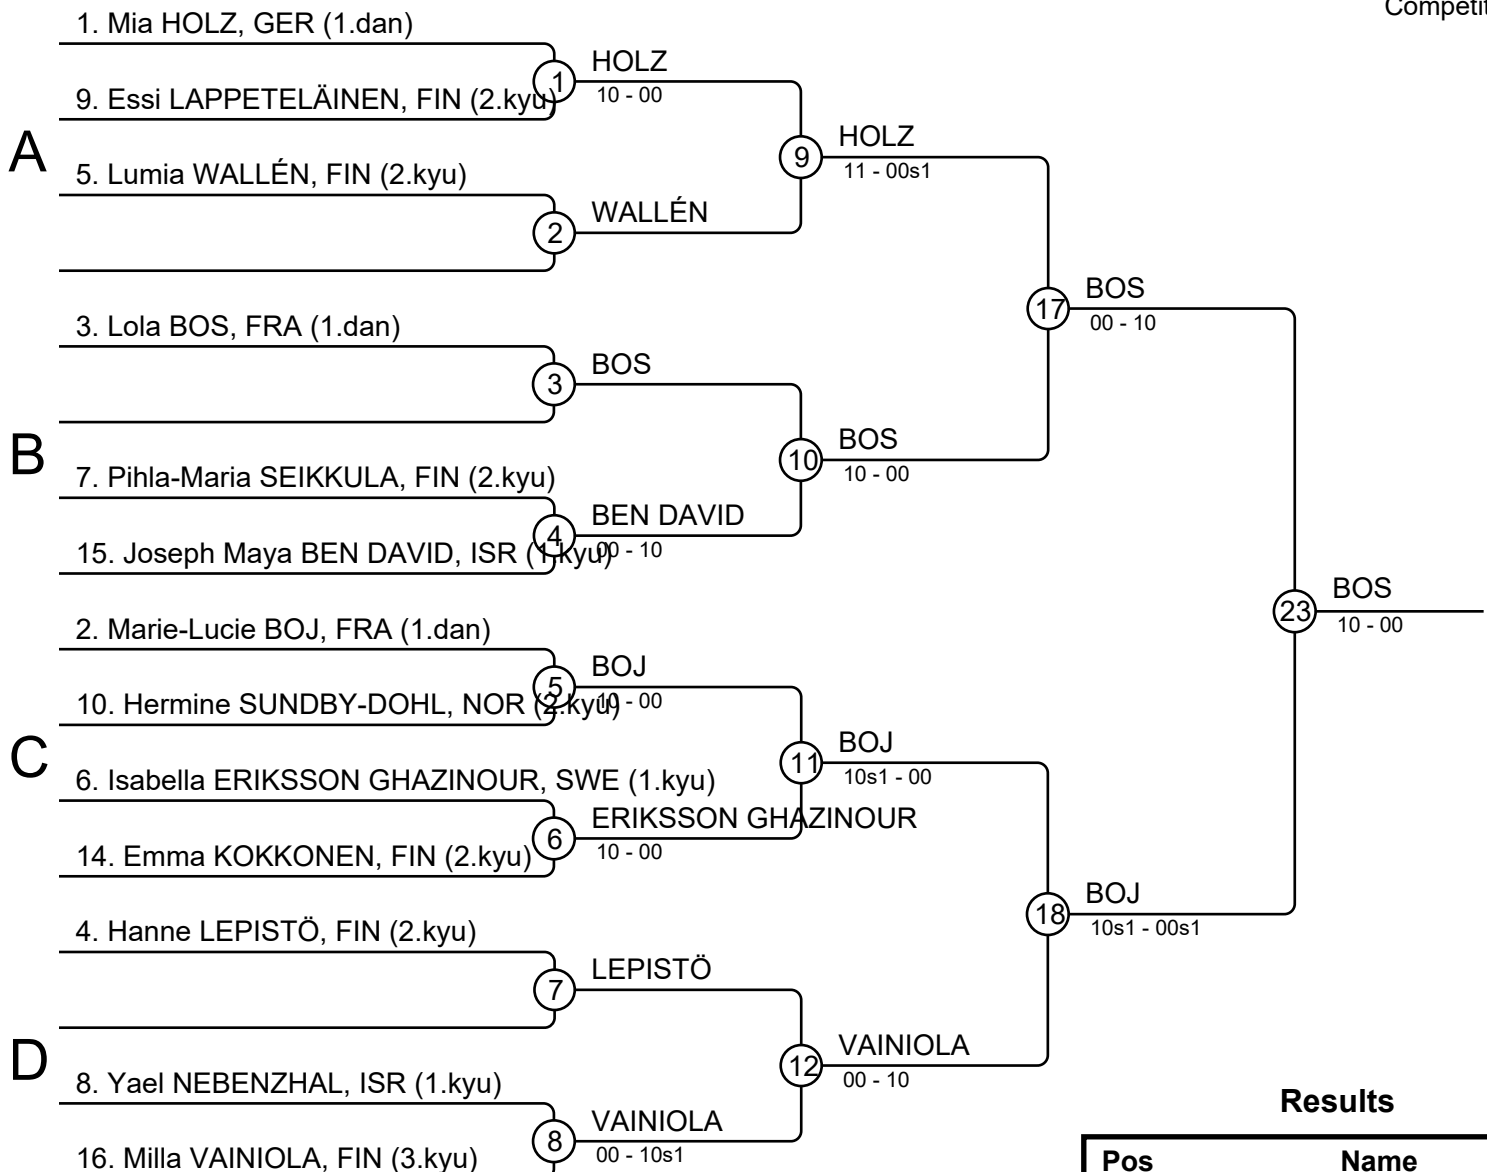 Competit
1. Mia HOLZ, GER (1.dan)
1
HOLZ
10 - 00
9. Essi LAPPETELÄINEN, FIN (2.kyu)
A
9
HOLZ
11 - 00s1
5. Lumia WALLÉN, FIN (2.kyu)
2
WALLÉN
17
BOS
00 - 10
3. Lola BOS, FRA (1.dan)
3
BOS
B
10
BOS
10 - 00
7. Pihla-Maria SEIKKULA, FIN (2.kyu)
4
BEN DAVID
00 - 10
15. Joseph Maya BEN DAVID, ISR (1.kyu)
23
BOS
10 - 00
2. Marie-Lucie BOJ, FRA (1.dan)
5
BOJ
10 - 00
10. Hermine SUNDBY-DOHL, NOR (2.kyu)
C
11
BOJ
10s1 - 00
6. Isabella ERIKSSON GHAZINOUR, SWE (1.kyu)
6
ERIKSSON GHAZINOUR
10 - 00
14. Emma KOKKONEN, FIN (2.kyu)
18
BOJ
10s1 - 00s1
4. Hanne LEPISTÖ, FIN (2.kyu)
7
LEPISTÖ
D
12
VAINIOLA
00 - 10
8. Yael NEBENZHAL, ISR (1.kyu)
8
VAINIOLA
00 - 10s1
16. Milla VAINIOLA, FIN (3.kyu)
Results
Pos Name